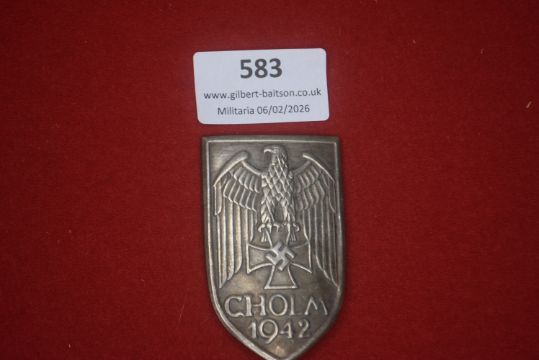 583
www.gilbert-baitson.co.uk
Militaria 06/02/2026
CHOLM
1942